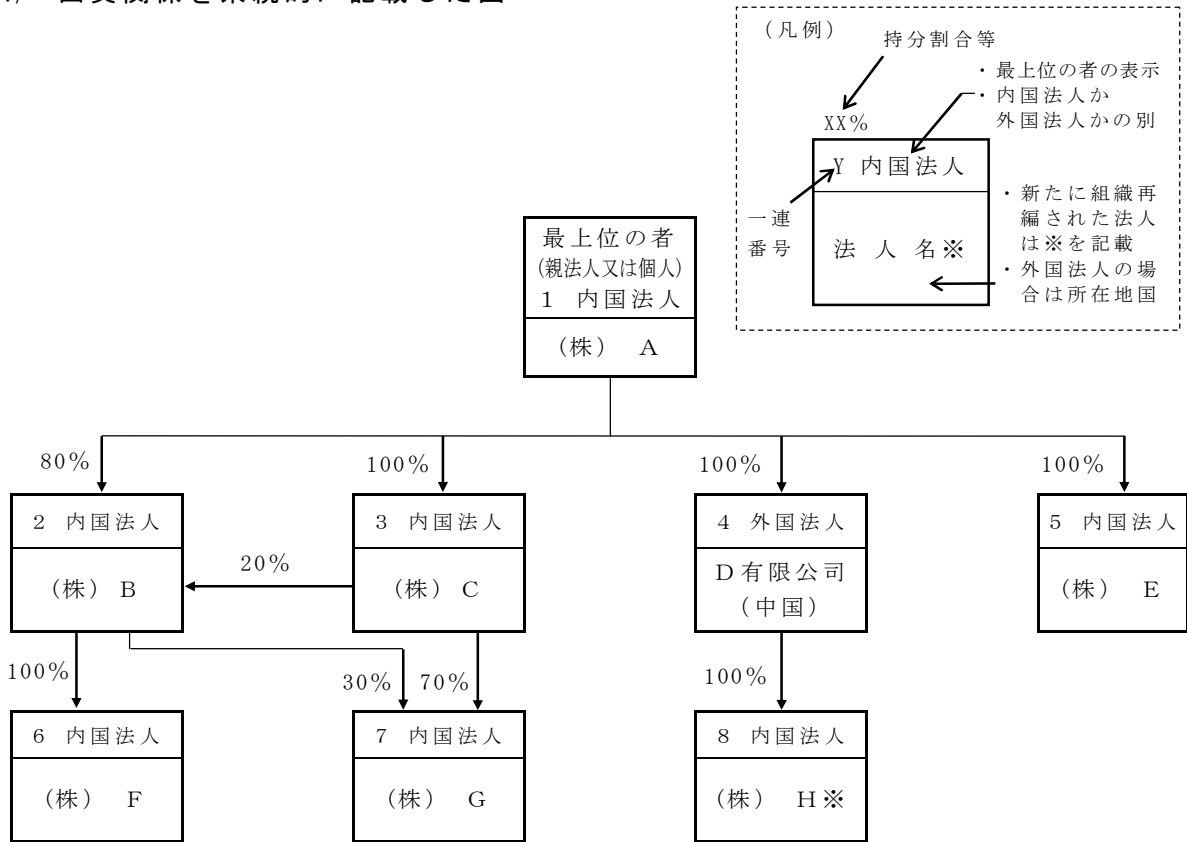 出資関係を系統的に記載した図
(凡例)
持分割合等
・最上位の者の表示
・内国法人か
外国法人かの別
XX%
Y 内国法人
一連
番号
法 人 名※
・新たに組織再
編された法人
は※を記載
・外国法人の場
合は所在地国
最上位の者
(親法人又は個人)
1 内国法人
(株) A
80%
100%
100%
100%
2 内国法人
3 内国法人
4 外国法人
5 内国法人
(株) B
20%
(株) C
D有限公司
(中国)
(株) E
100%
30%
70%
100%
6 内国法人
7 内国法人
8 内国法人
(株) F
(株) G
(株) H※